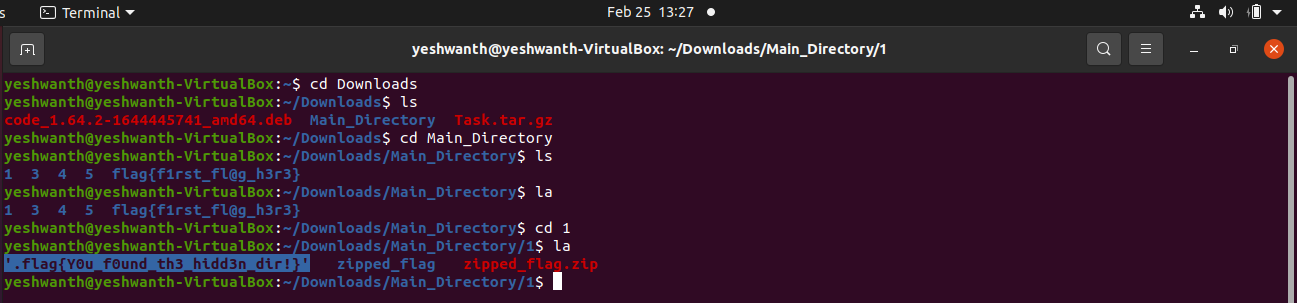 s Terminal Feb 25 13:27
yeshwanth@yeshwanth-VirtualBox: ~/Downloads/Main_Directory/1
yeshwanth@yeshwanth-VirtualBox:~$ cd Downloads
yeshwanth@yeshwanth-VirtualBox:~/Downloads$ ls
code_1.64.2-1644445741_amd64.deb  Main_Directory  Task.tar.gz
yeshwanth@yeshwanth-VirtualBox:~/Downloads$ cd Main_Directory
yeshwanth@yeshwanth-VirtualBox:~/Downloads/Main_Directory$ ls
1  3  4  5  flag{f1rst_fl@g_h3r3}
yeshwanth@yeshwanth-VirtualBox:~/Downloads/Main_Directory$ la
1  3  4  5  flag{f1rst_fl@g_h3r3}
yeshwanth@yeshwanth-VirtualBox:~/Downloads/Main_Directory$ cd 1
yeshwanth@yeshwanth-VirtualBox:~/Downloads/Main_Directory/1$ la
'.flag{Y0u_f0und_th3_hidd3n_dir!}'   zipped_flag   zipped_flag.zip
yeshwanth@yeshwanth-VirtualBox:~/Downloads/Main_Directory/1$